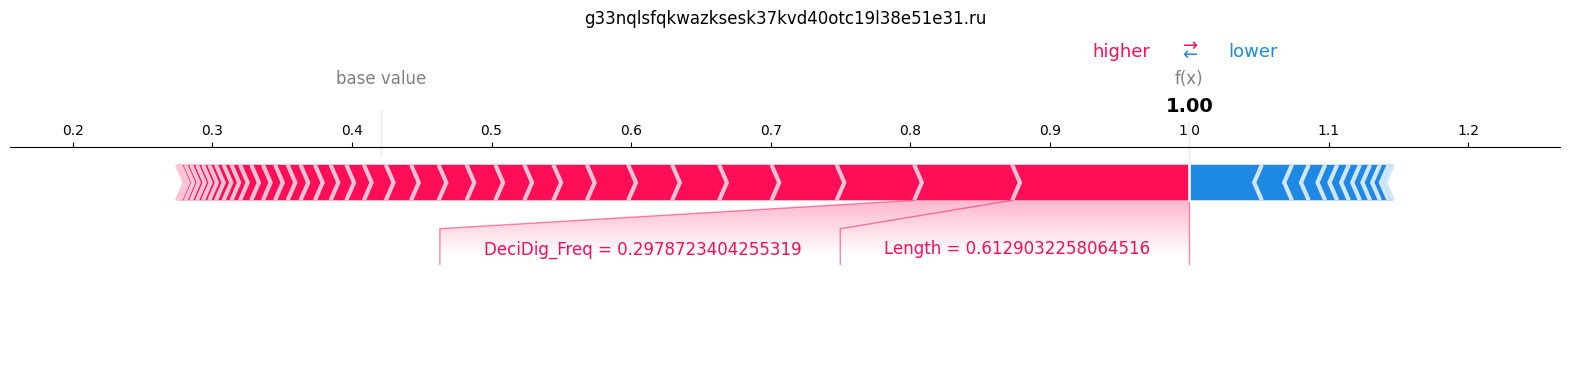 g33nqlsfqkwazksesk37kvd40otc19l38e51e31.ru
higher ⇄ lower
base value f(x)
1.00
0.2 0.3 0.4 0.5 0.6 0.7 0.8 0.9 1.0 1.1 1.2
DeciDig_Freq = 0.2978723404255319 Length = 0.6129032258064516